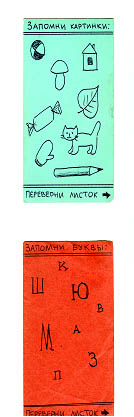 ЗАПОМНИ КАРТИНКИ:
ПЕРЕВЕРНИ ЛИСТОК →
ЗАПОМНИ БУКВЫ:
К
Ш Ю
В
М А
З
П
ПЕРЕВЕРНИ ЛИСТОК →